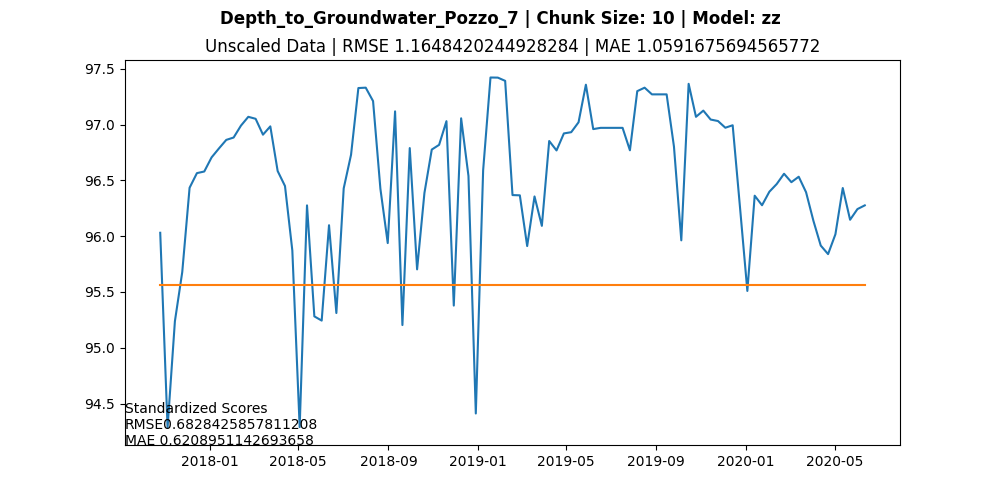 Depth_to_Groundwater_Pozzo_7 | Chunk Size: 10 | Model: zz
Unscaled Data | RMSE 1.1648420244928284 | MAE 1.0591675694565772
97.5
97.0
96.5
96.0
95.5
95.0
94.5
Standardized Scores
RMSE0.6828425857811208
MAE 0.6208951142693658
2018-01 2018-05 2018-09 2019-01 2019-05 2019-09 2020-01 2020-05